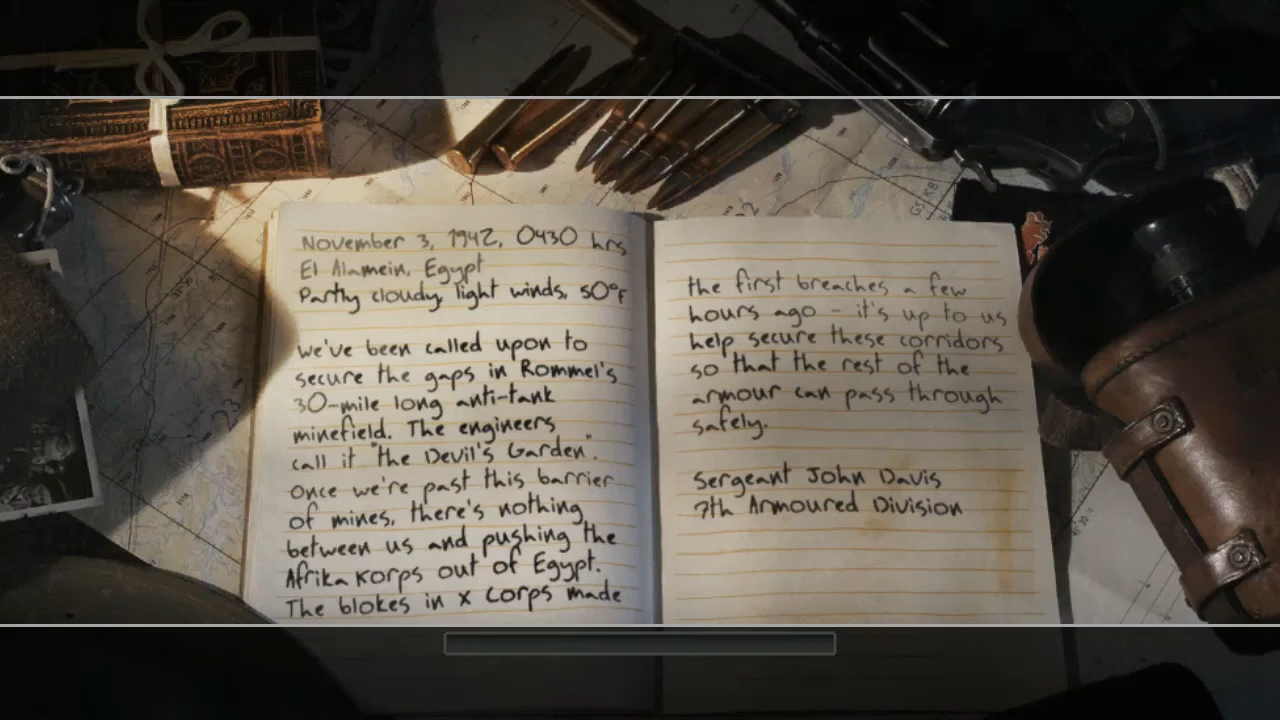 November 3, 1942, 0430 hrs
El Alamein, Egypt
Partly cloudy, light winds, 50°F
We've been called upon to
secure the gaps in Rommel's
30-mile long anti-tank
minefield. The engineers
call it "the Devil's Garden".
Once we're past this barrier
of mines, there's nothing
between us and pushing the
Afrika Korps out of Egypt.
The blokes in X Corps made
the first breaches a few
hours ago - it's up to us
help secure these corridors
so that the rest of the
armour can pass through
safely.
Sergeant John Davis
7th Armoured Division